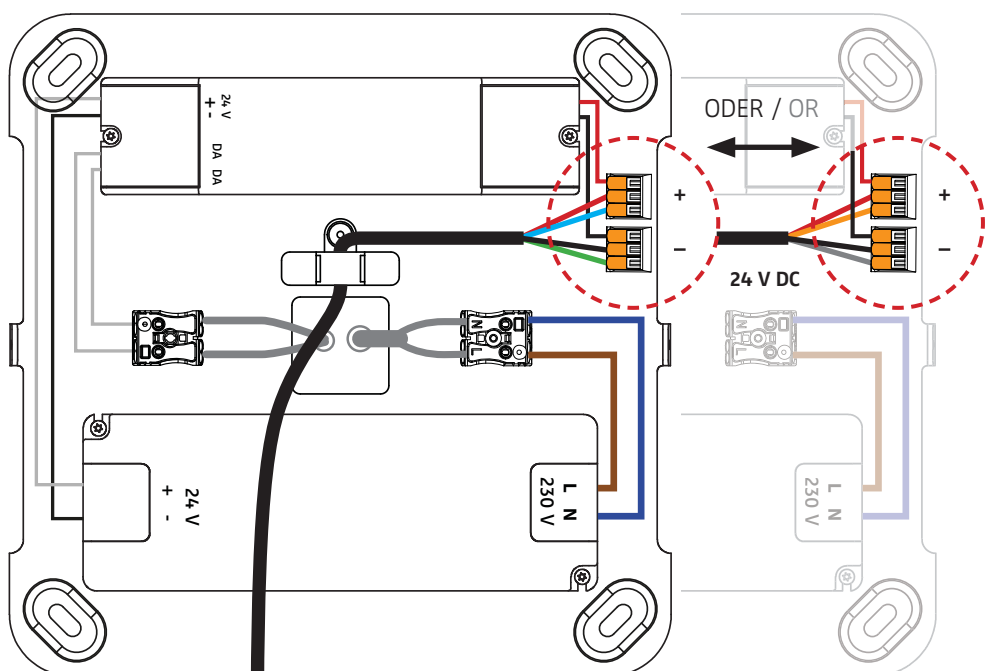 24 V
+ -
DA DA
ODER / OR
+
–
+
–
24 V DC
N
L
24 V
+ -
L N
230 V
L N
230 V